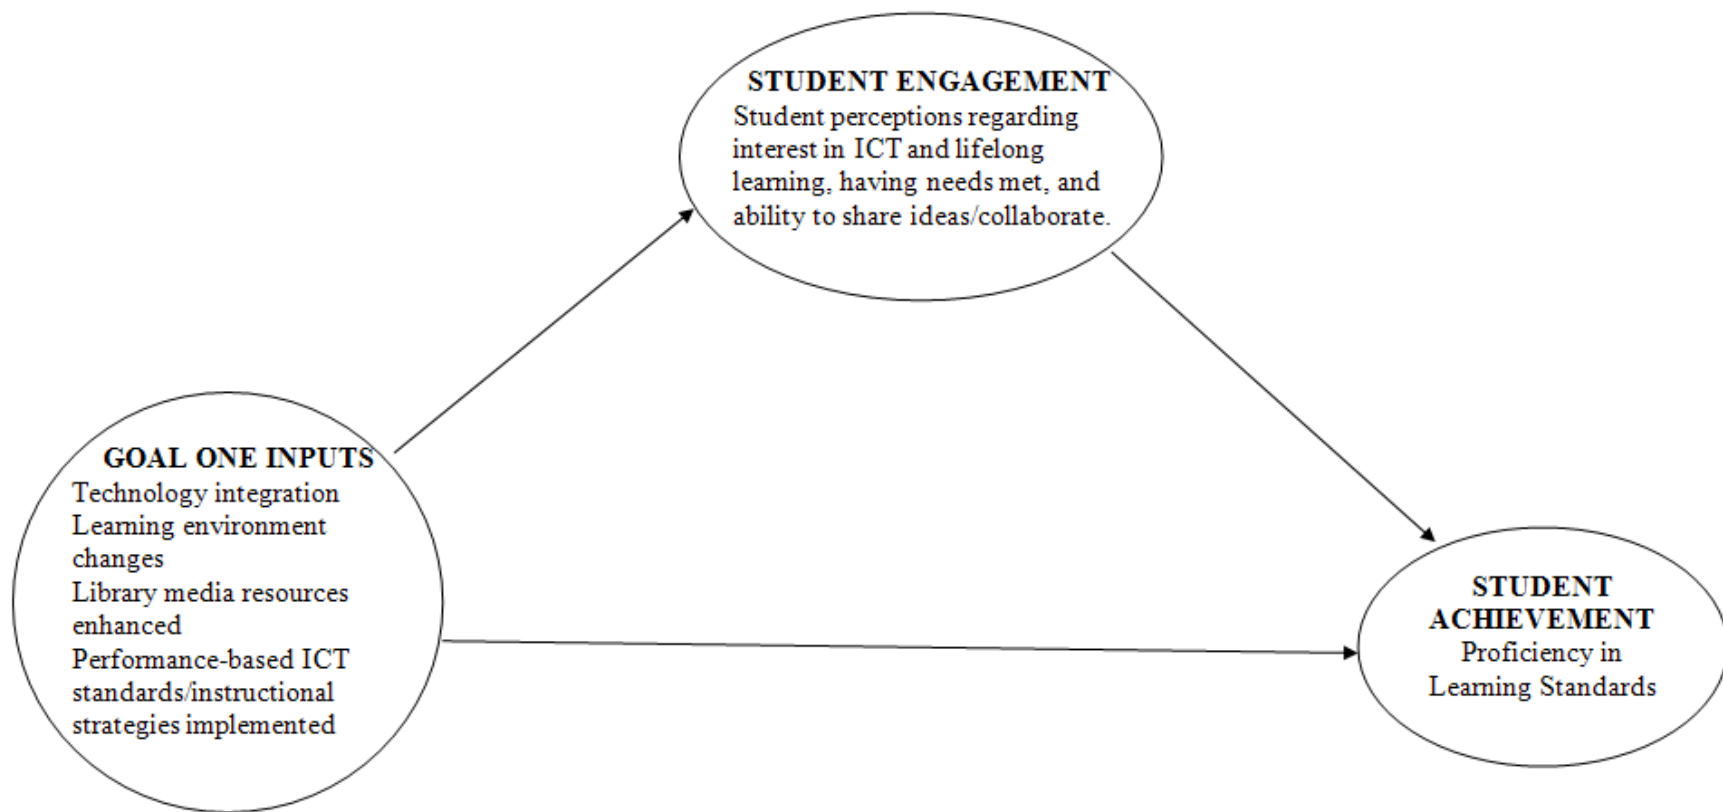 STUDENT ENGAGEMENT
Student perceptions regarding
interest in ICT and lifelong
learning, having needs met, and
ability to share ideas/collaborate.
GOAL ONE INPUTS
Technology integration
Learning environment
changes
Library media resources
enhanced
Performance-based ICT
standards/instructional
strategies implemented
STUDENT
ACHIEVEMENT
Proficiency in
Learning Standards